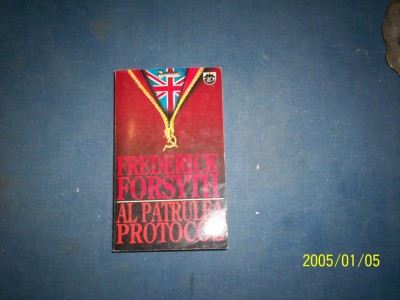 FREDERICK
FORSYTH
AL PATRULEA
PROTOCOL
2005/01/05